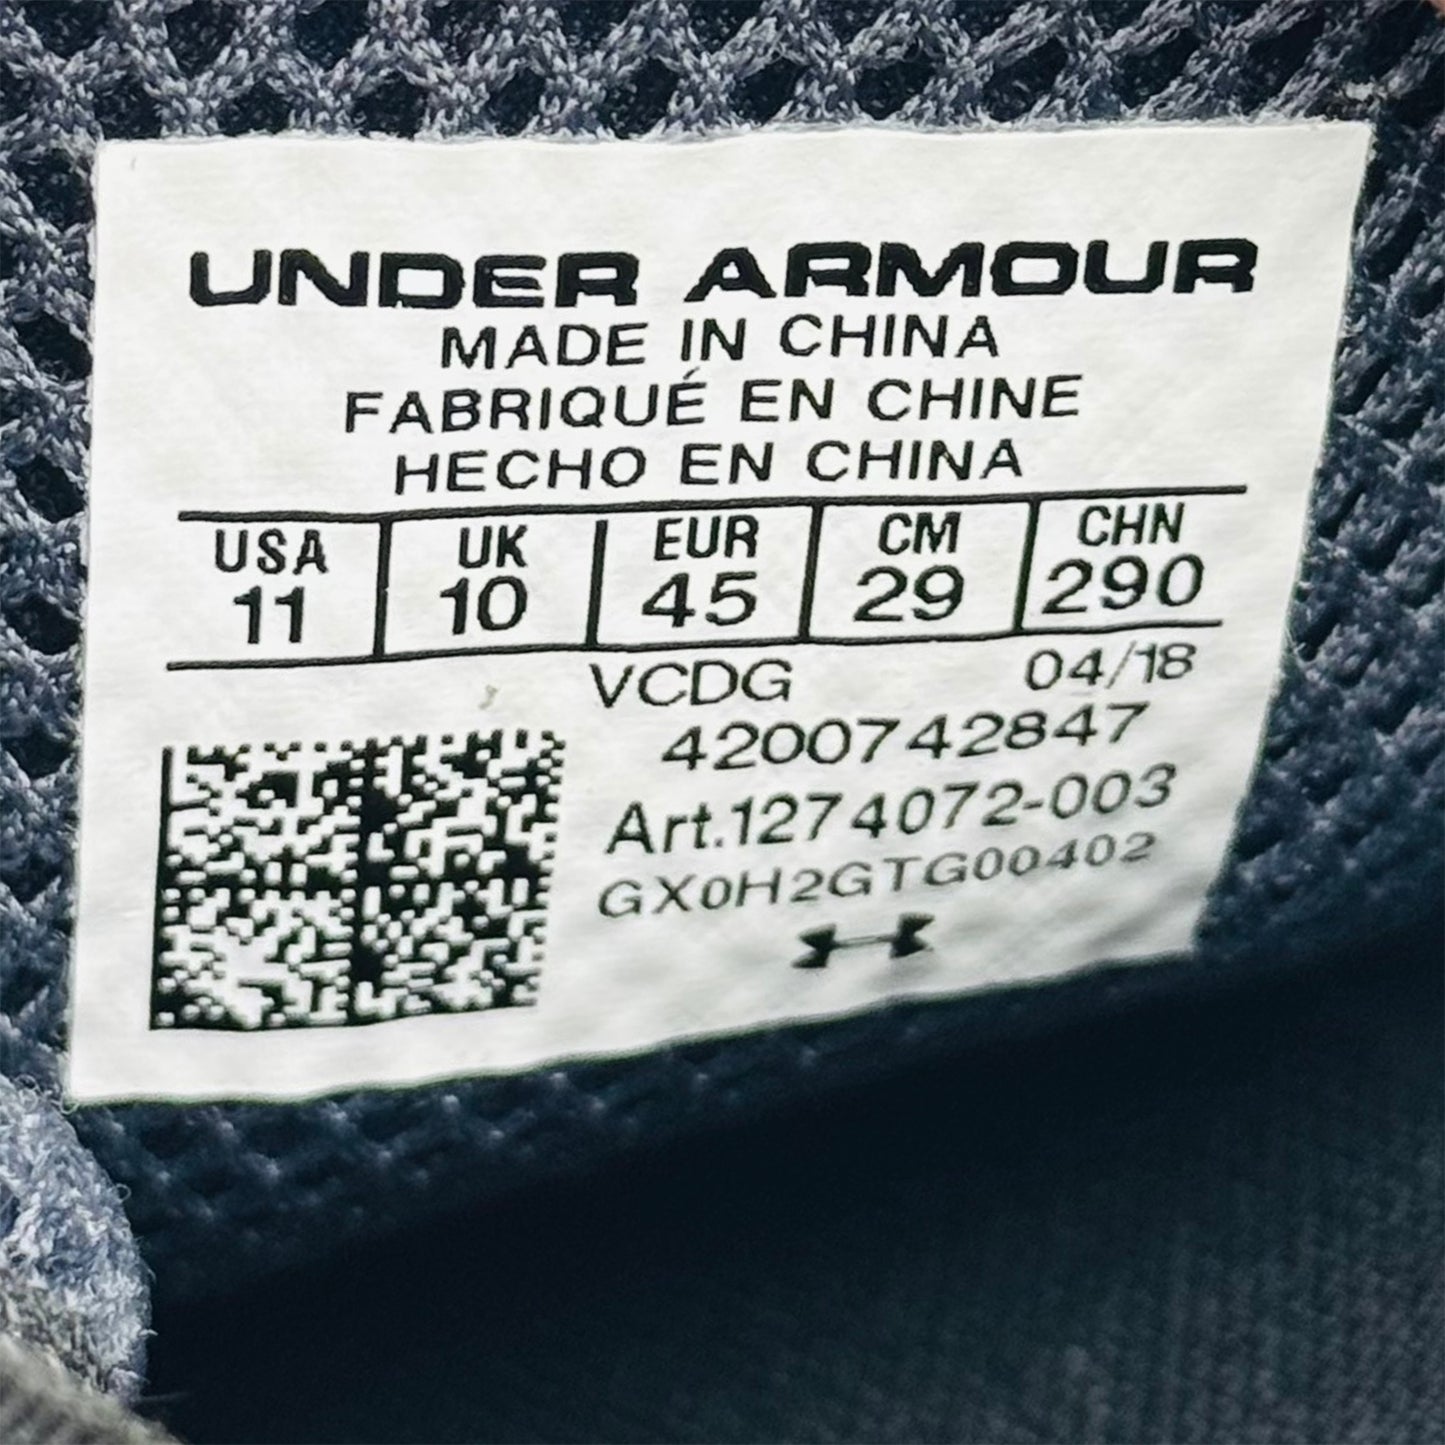 UNDER ARMOUR
MADE IN CHINA
FABRIQUÉ EN CHINE
HECHO EN CHINA
USA UK EUR CM CHN
11 10 45 29 290
VCDG 04/18
4200742847
Art.1274072-003
GX0H2GTG00402